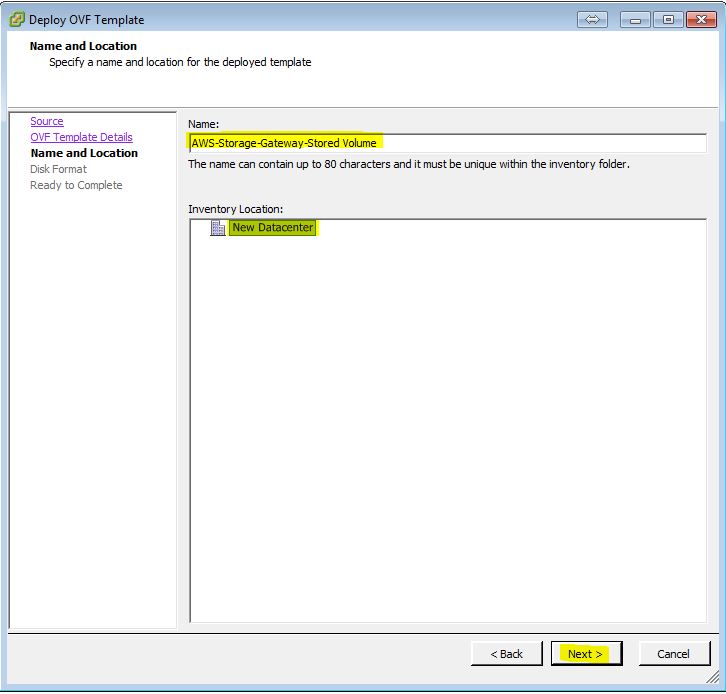 Deploy OVF Template
Name and Location
Specify a name and location for the deployed template
Source
OVF Template Details
Name and Location
Disk Format
Ready to Complete
Name:
AWS-Storage-Gateway-Stored Volume
The name can contain up to 80 characters and it must be unique within the inventory folder.
Inventory Location:
New Datacenter
< Back
Next >
Cancel